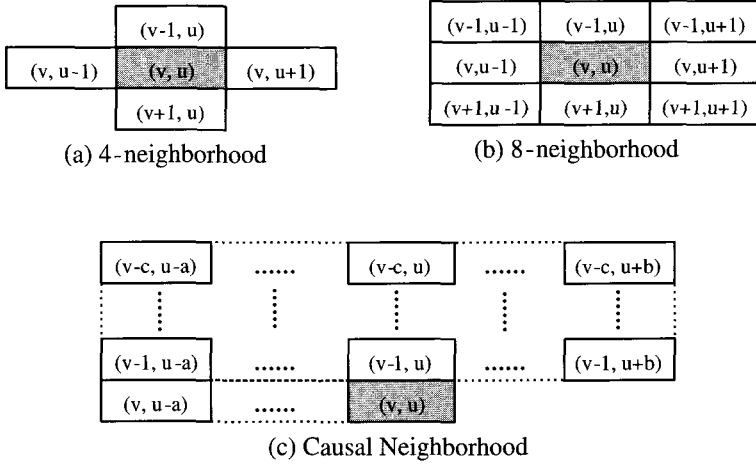 (v-1, u)
(v, u-1) (v, u) (v, u+1)
(v+1, u)
(a) 4-neighborhood
(v-1,u-1) (v-1,u) (v-1,u+1)
(v,u-1) (v, u) (v,u+1)
(v+1,u-1) (v+1,u) (v+1,u+1)
(b) 8-neighborhood
(v-c, u-a) ...... (v-c, u) ...... (v-c, u+b)
(v-1, u-a) ...... (v-1, u) ...... (v-1, u+b)
(v, u-a) ...... (v, u)
(c) Causal Neighborhood